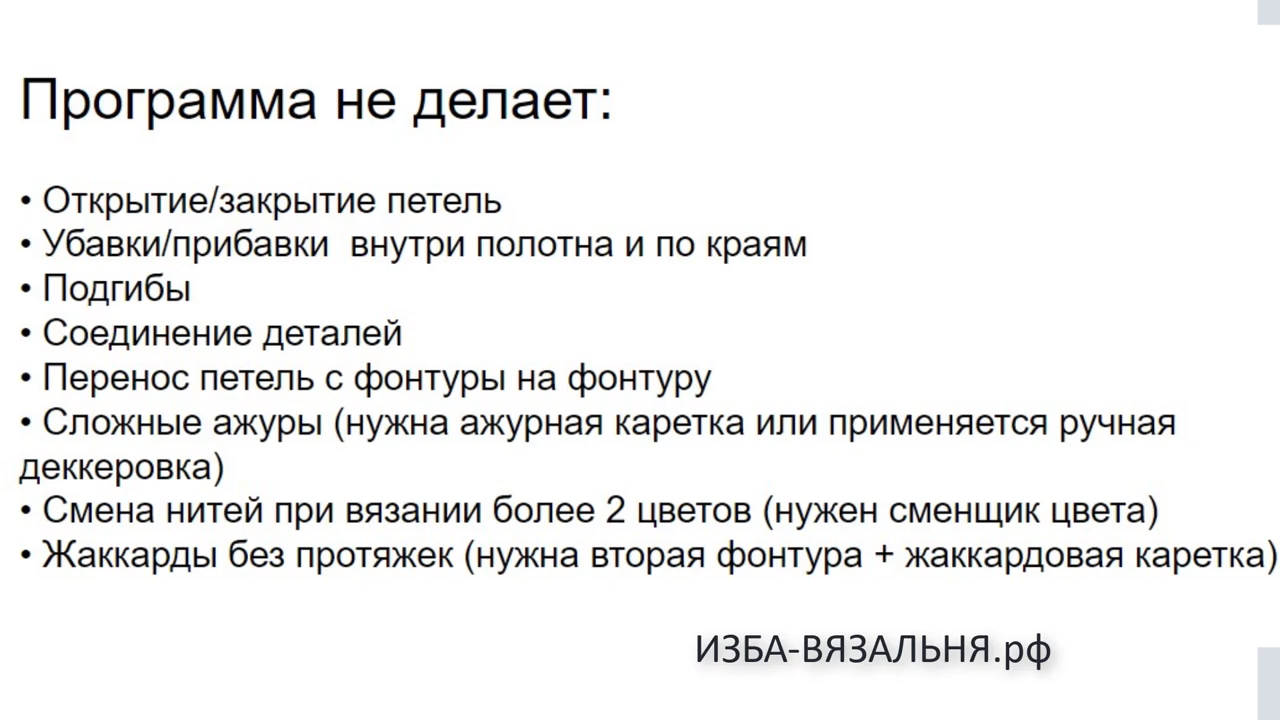 Программа не делает:
• Открытие/закрытие петель
• Убавки/прибавки  внутри полотна и по краям
• Подгибы
• Соединение деталей
• Перенос петель с фонтуры на фонтуру
• Сложные ажуры (нужна ажурная каретка или применяется ручная
деккеровка)
• Смена нитей при вязании более 2 цветов (нужен сменщик цвета)
• Жаккарды без протяжек (нужна вторая фонтура + жаккардовая каретка)
ИЗБА-ВЯЗАЛЬНЯ.рф